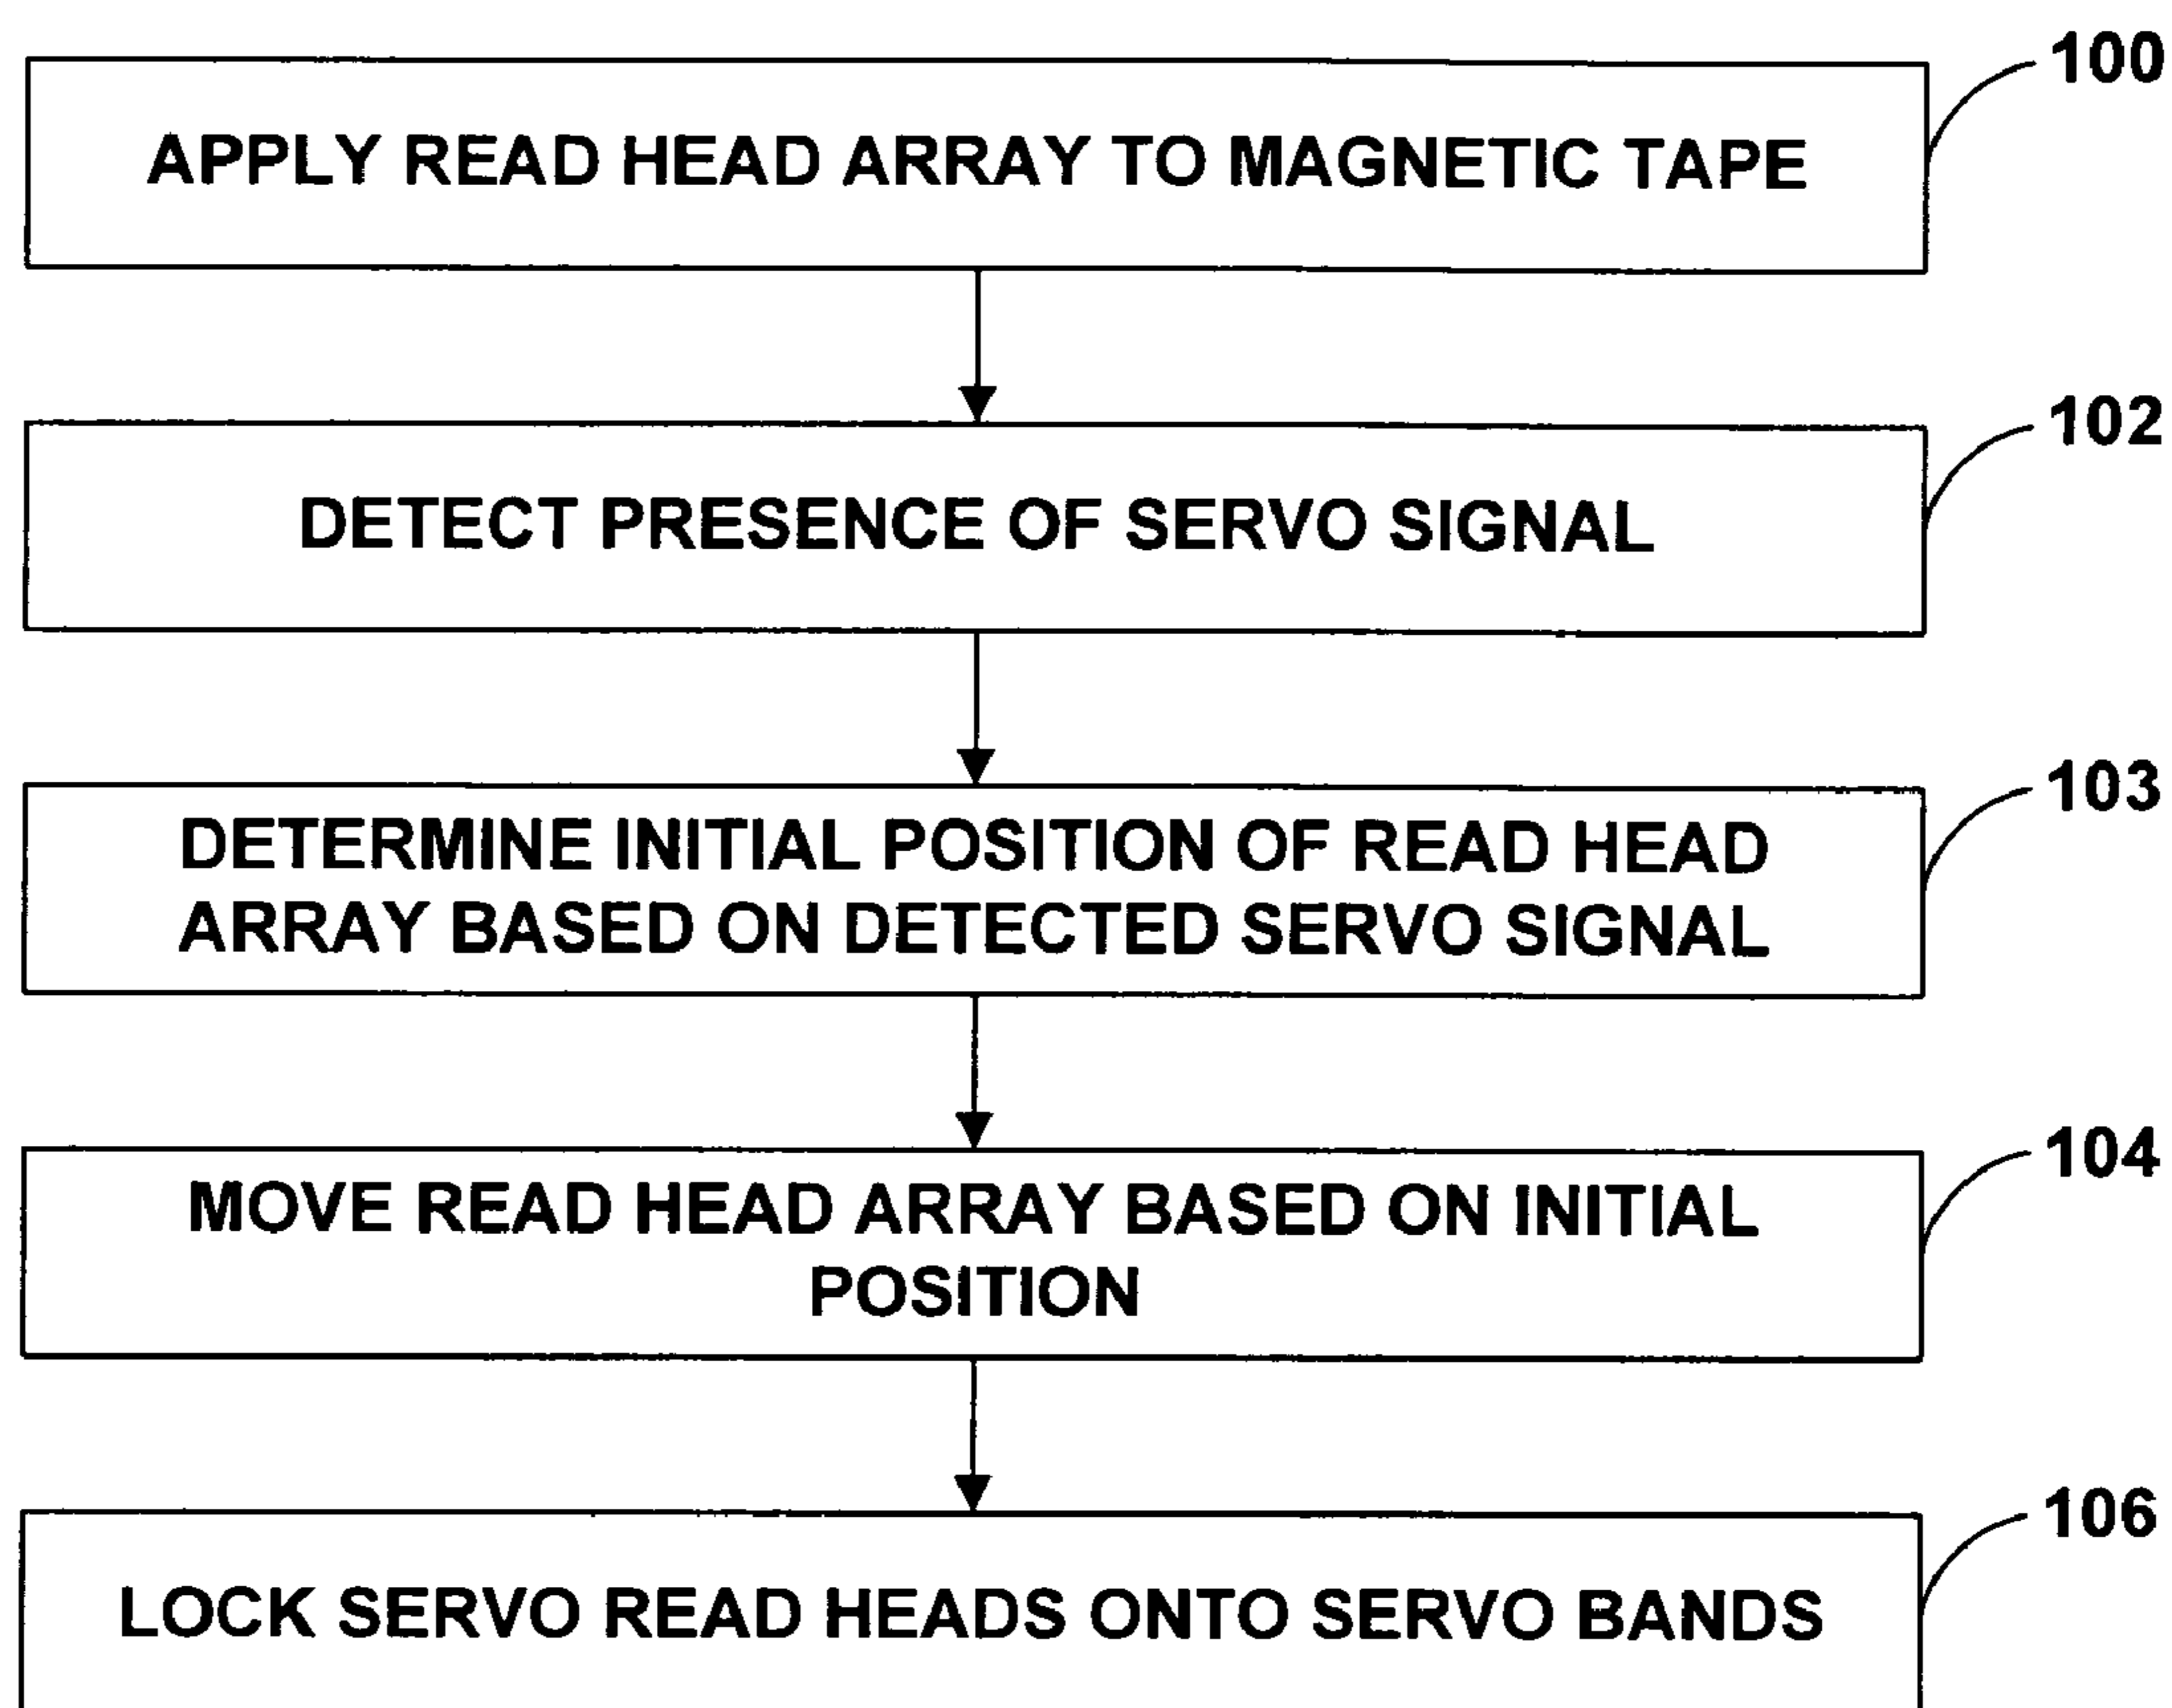 100
APPLY READ HEAD ARRAY TO MAGNETIC TAPE
102
DETECT PRESENCE OF SERVO SIGNAL
103
DETERMINE INITIAL POSITION OF READ HEAD
ARRAY BASED ON DETECTED SERVO SIGNAL
104
MOVE READ HEAD ARRAY BASED ON INITIAL
POSITION
106
LOCK SERVO READ HEADS ONTO SERVO BANDS